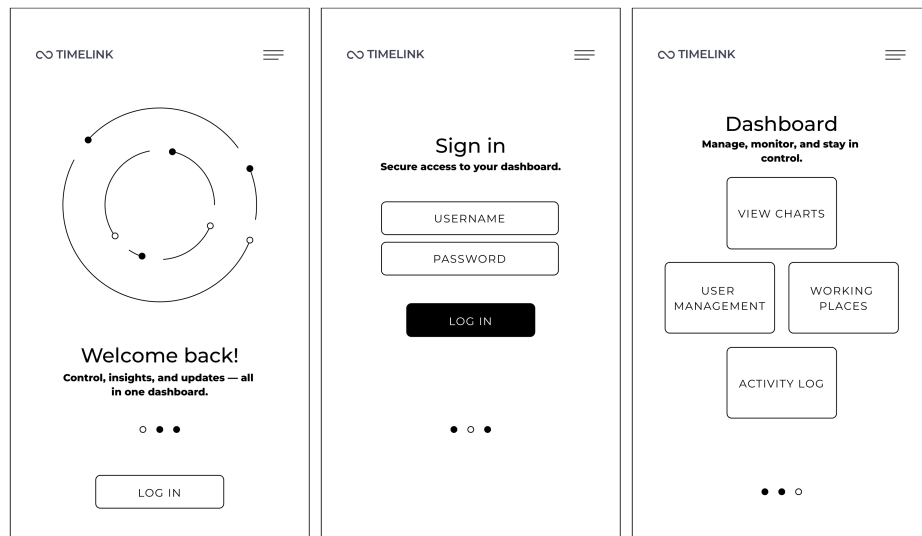 TIMELINK
Welcome back!
Control, insights, and updates — all
in one dashboard.
LOG IN
TIMELINK
Sign in
Secure access to your dashboard.
USERNAME
PASSWORD
LOG IN
TIMELINK
Dashboard
Manage, monitor, and stay in
control.
VIEW CHARTS
USER
MANAGEMENT
WORKING
PLACES
ACTIVITY LOG